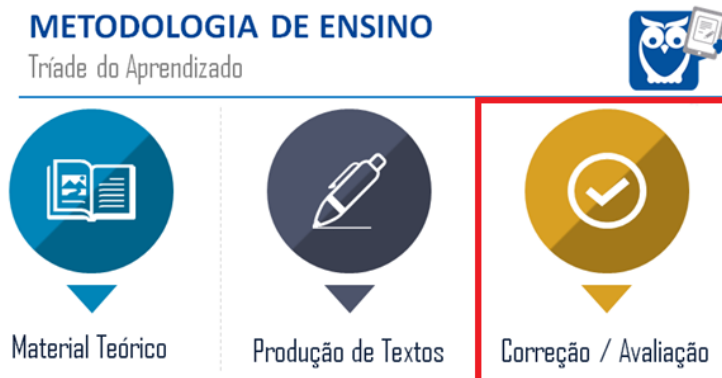 METODOLOGIA DE ENSINO
Tríade do Aprendizado
Material Teórico
Produção de Textos
Correção / Avaliação